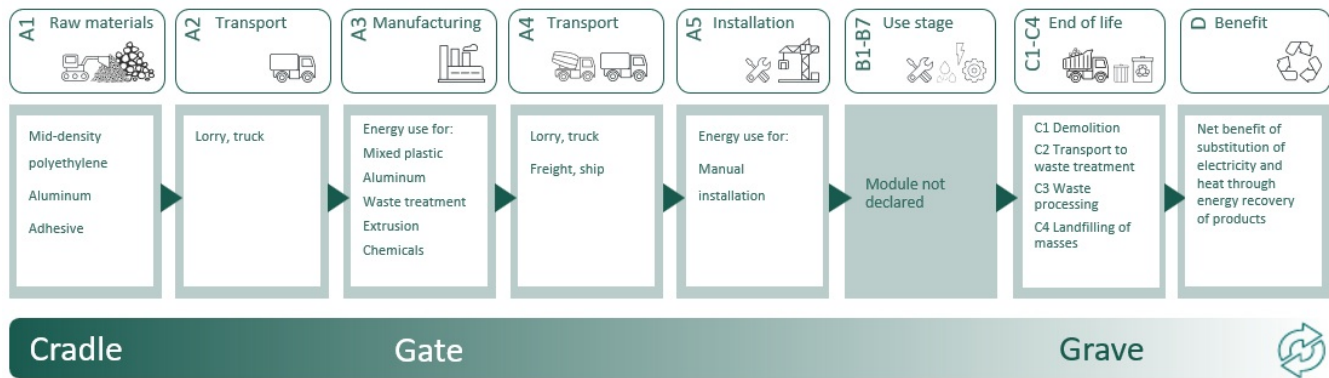 A1 Raw materials
A2 Transport
A3 Manufacturing
A4 Transport
A5 Installation
B1-B7 Use stage
C1-C4 End of life
D Benefit
Mid-density
polyethylene
Aluminum
Adhesive
Lorry, truck
Energy use for:
Mixed plastic
Aluminum
Waste treatment
Extrusion
Chemicals
Lorry, truck
Freight, ship
Energy use for:
Manual
installation
Module not
declared
C1 Demolition
C2 Transport to
waste treatment
C3 Waste
processing
C4 Landfilling of
masses
Net benefit of
substitution of
electricity and
heat through
energy recovery
of products
Cradle
Gate
Grave